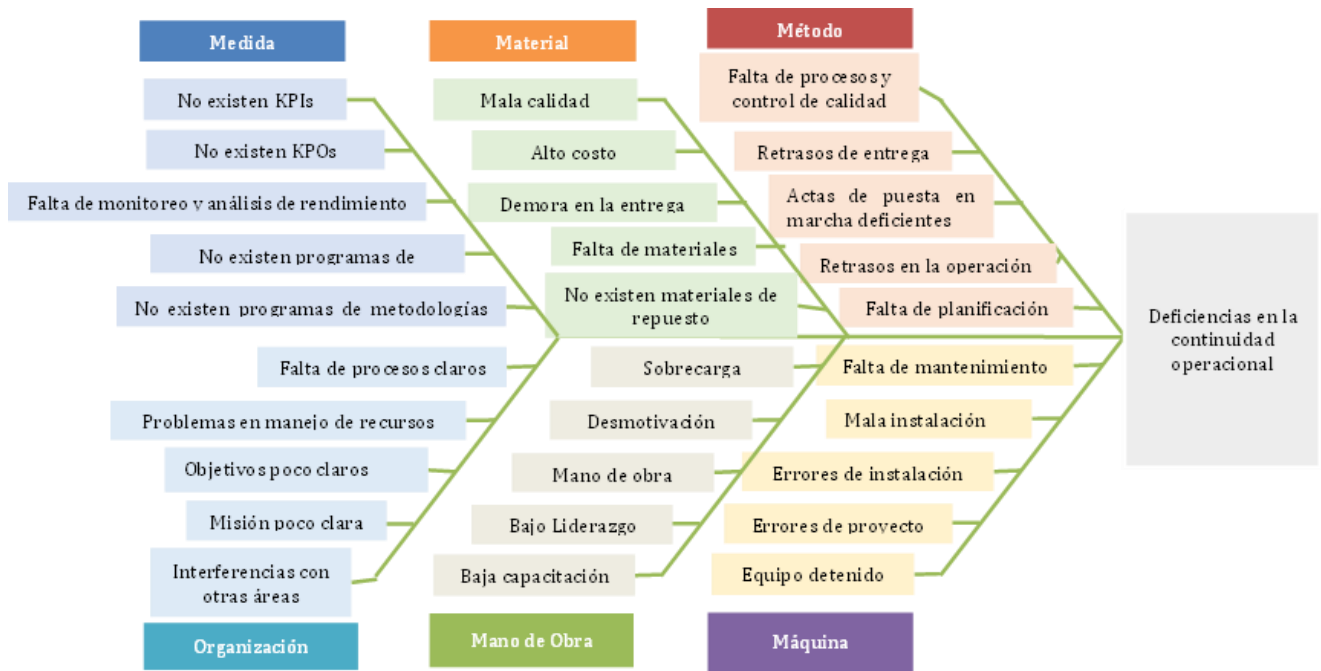 Medida
No existen KPIs
No existen KPOs
Falta de monitoreo y análisis de rendimiento
No existen programas de
No existen programas de metodologías
Material
Mala calidad
Alto costo
Demora en la entrega
Falta de materiales
No existen materiales de
repuesto
Método
Falta de procesos y
control de calidad
Retrasos de entrega
Actas de puesta en
marcha deficientes
Retrasos en la operación
Falta de planificación
Deficiencias en la
continuidad
operacional
Falta de procesos claros
Problemas en manejo de recursos
Objetivos poco claros
Misión poco clara
Interferencias con
otras áreas
Organización
Sobrecarga
Desmotivación
Mano de obra
Bajo Liderazgo
Baja capacitación
Mano de Obra
Falta de mantenimiento
Mala instalación
Errores de instalación
Errores de proyecto
Equipo detenido
Máquina